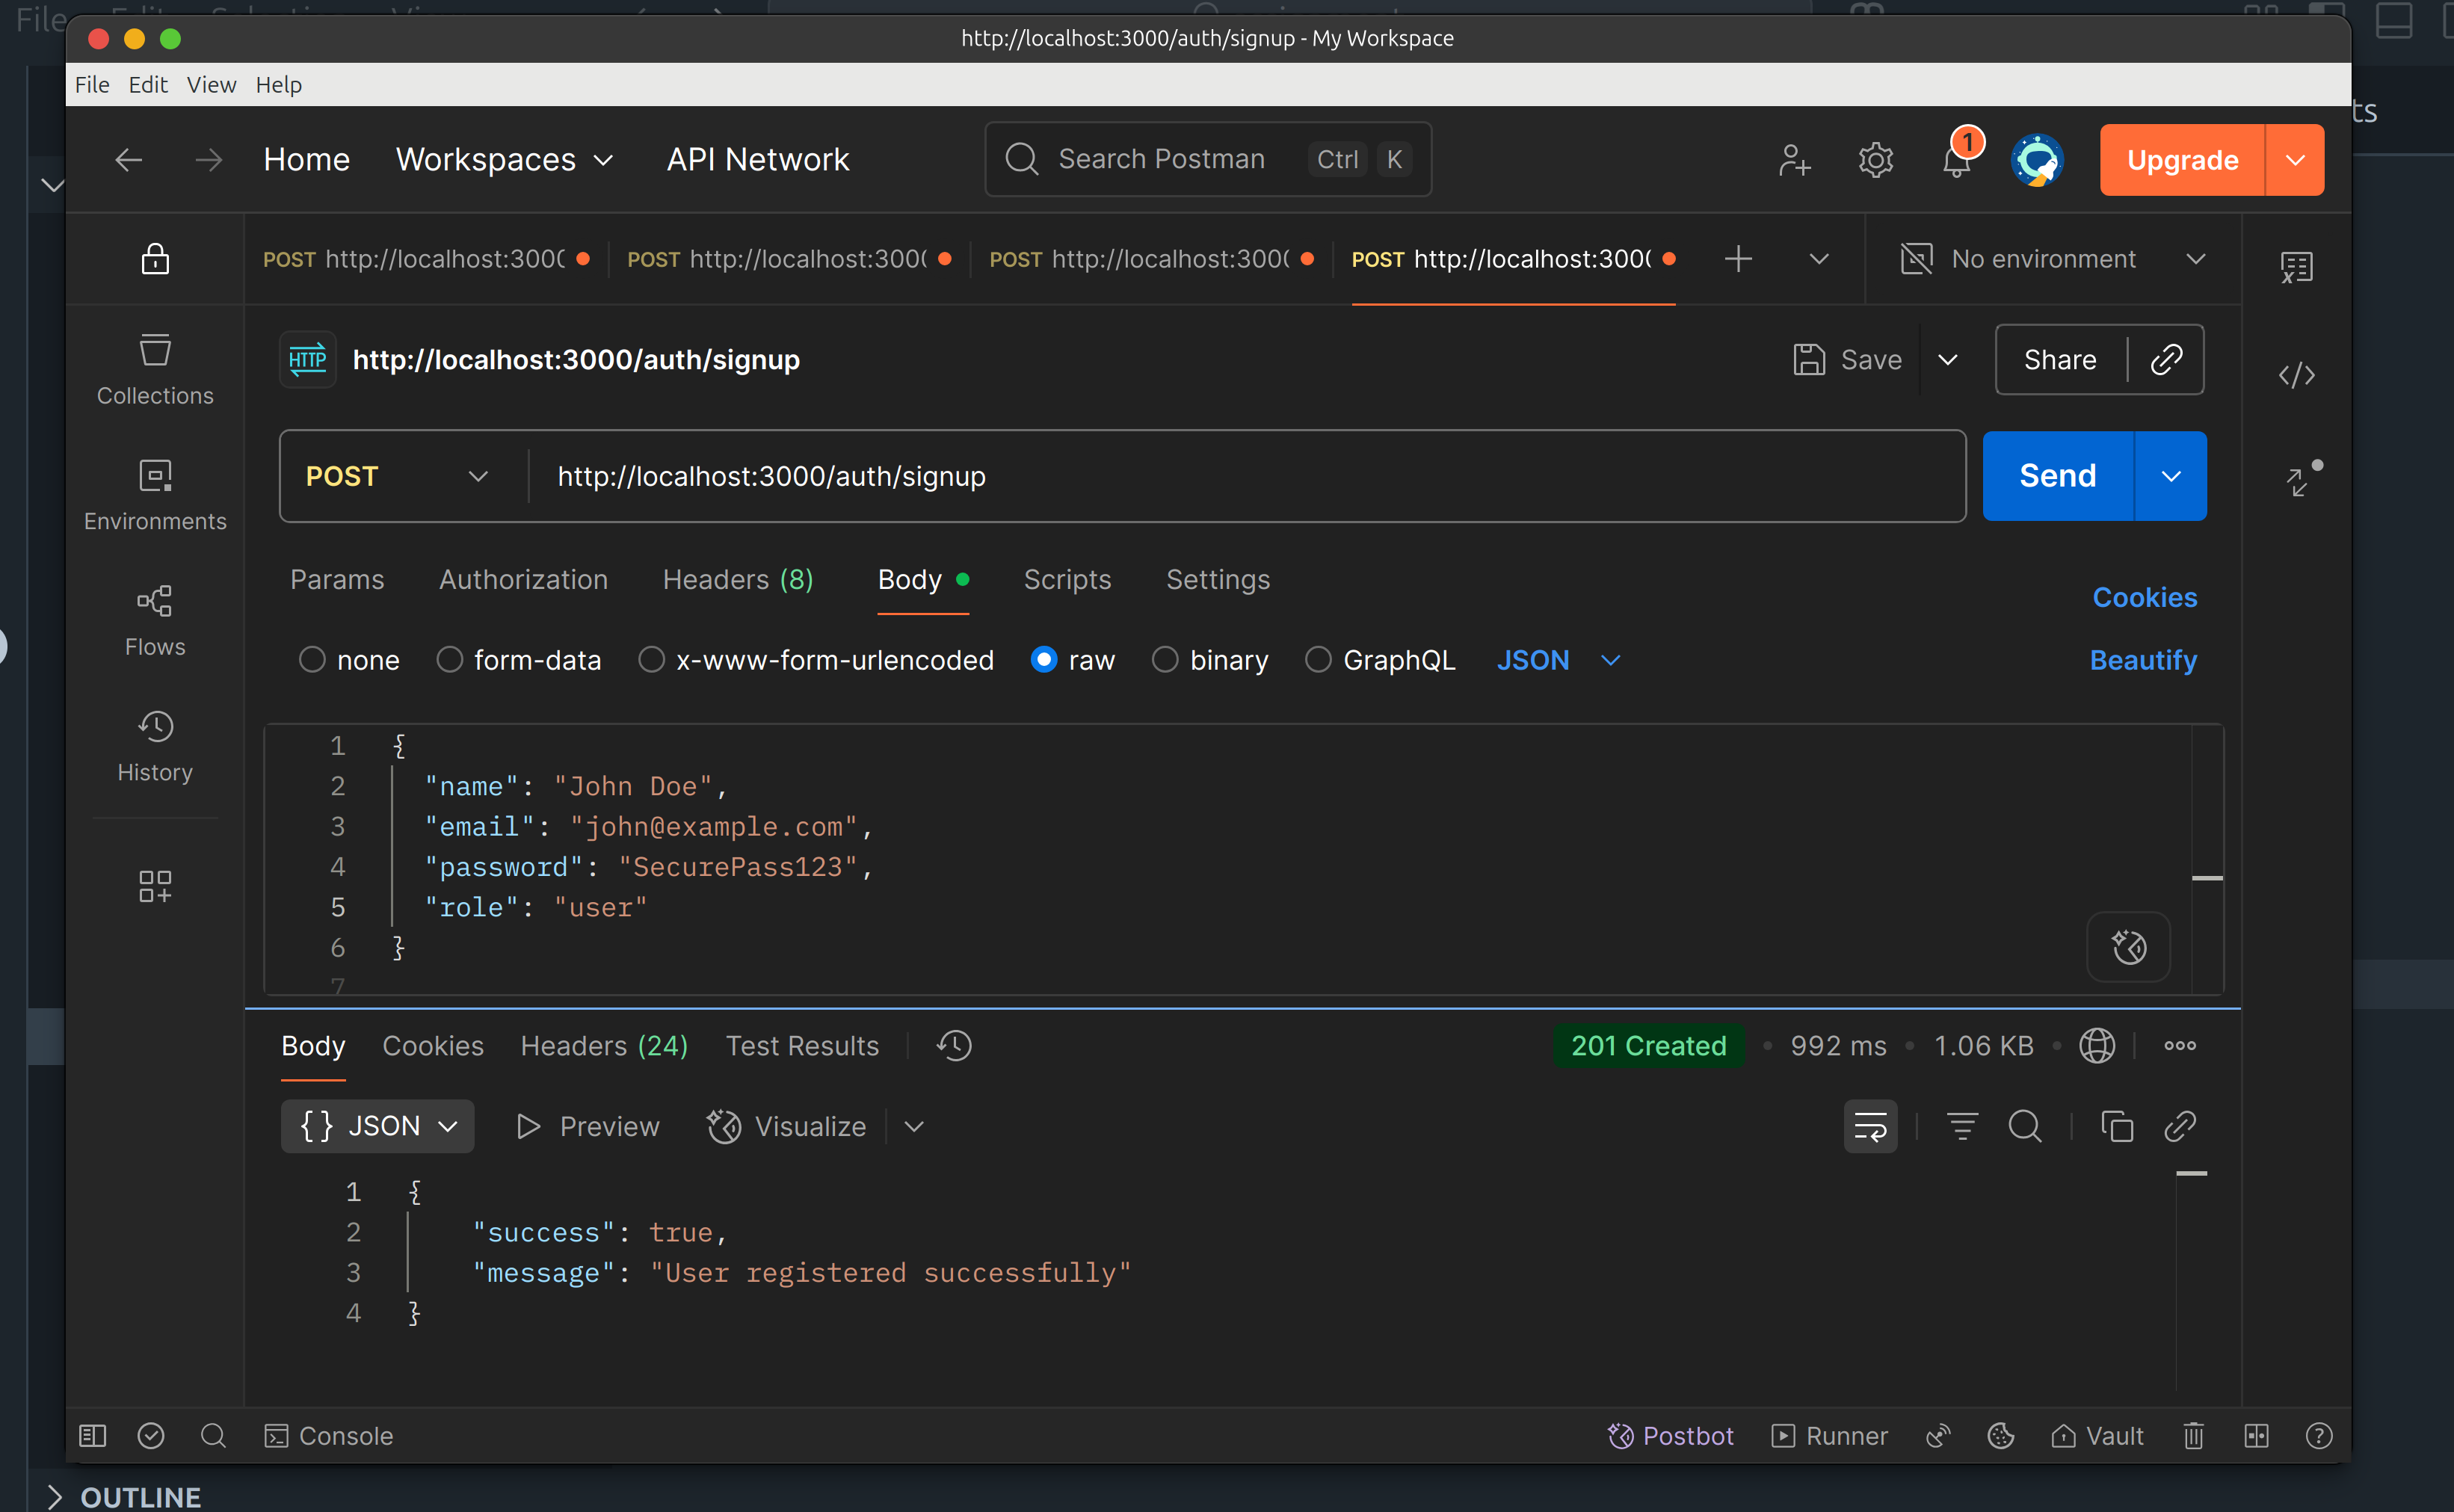 http://localhost:3000/auth/signup - My Workspace
File Edit View Help
Home Workspaces API Network Search Postman Ctrl K 1 Upgrade
POST http://localhost:3000 POST http://localhost:3000 POST http://localhost:3000 POST http://localhost:3000 No environment
HTTP http://localhost:3000/auth/signup Save Share
Collections
POST http://localhost:3000/auth/signup Send
Environments
Params Authorization Headers (8) Body Scripts Settings Cookies
Flows
none form-data x-www-form-urlencoded raw binary GraphQL JSON Beautify
History
1 {
2 "name": "John Doe",
3 "email": "john@example.com",
4 "password": "SecurePass123",
5 "role": "user"
6 }
7
Body Cookies Headers (24) Test Results 201 Created • 992 ms • 1.06 KB •
{} JSON Preview Visualize
1 {
2 "success": true,
3 "message": "User registered successfully"
4 }
Console Postbot Runner Vault
OUTLINE